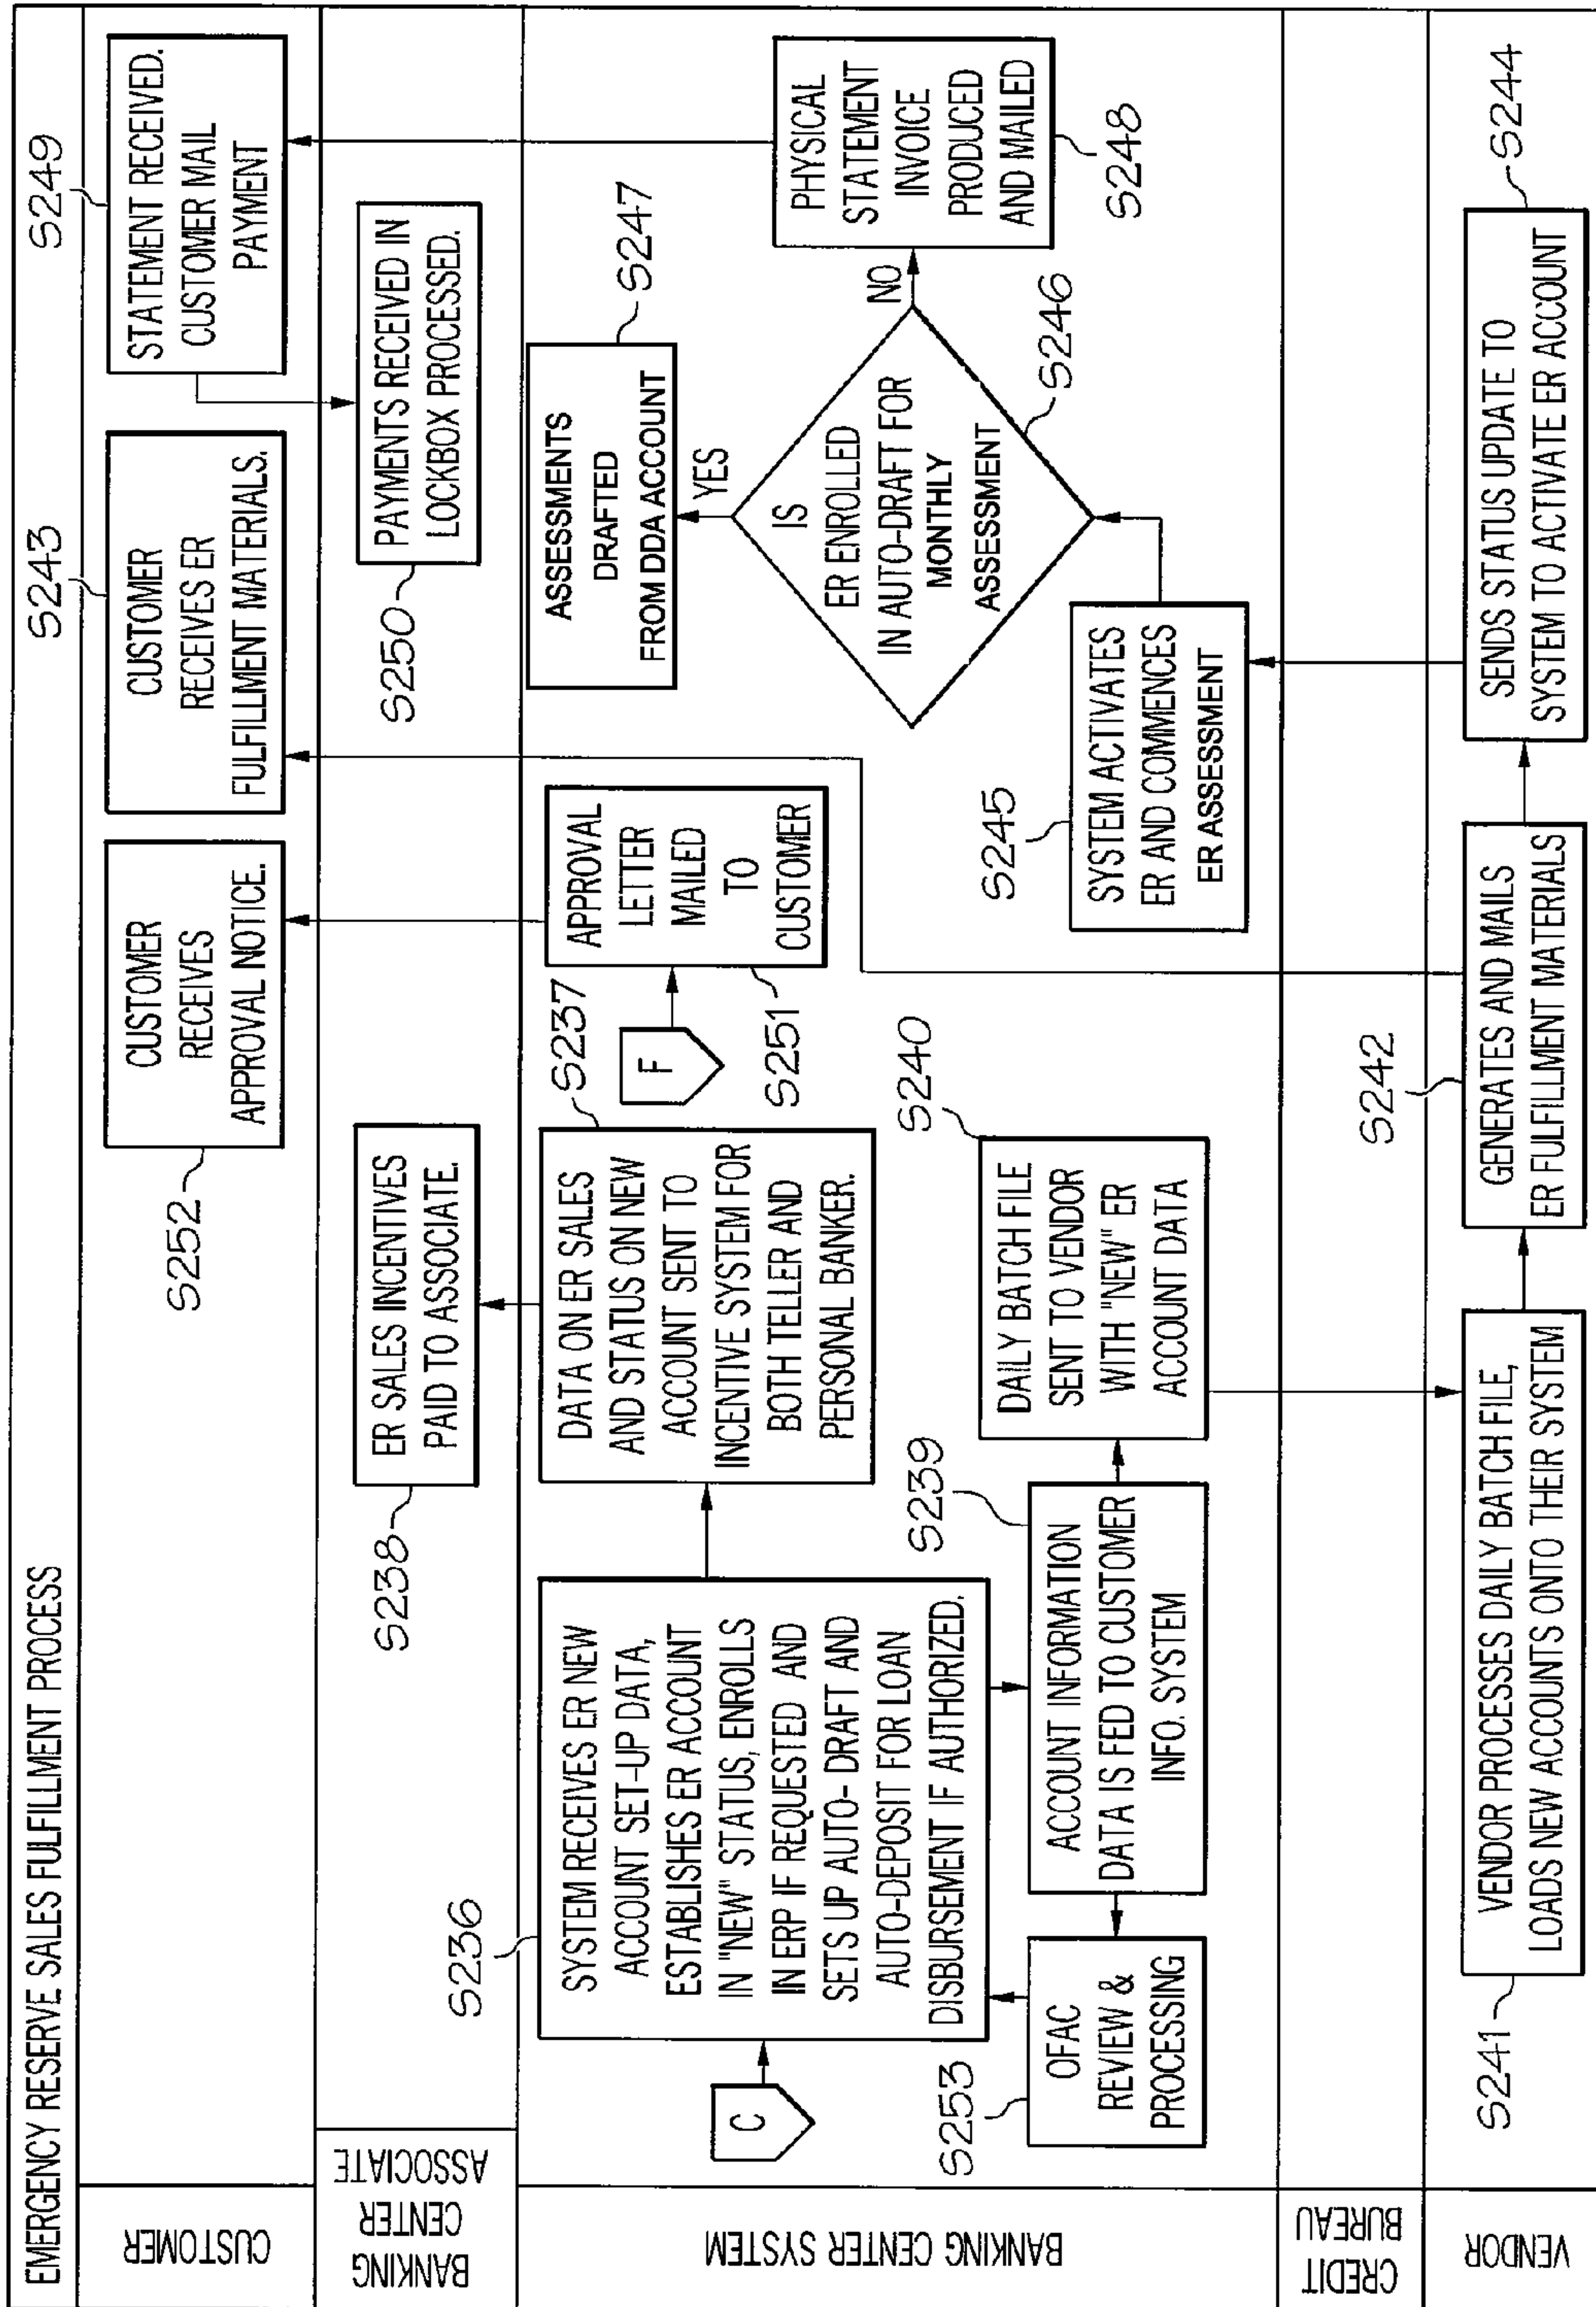 EMERGENCY RESERVE SALES FULFILLMENT PROCESS
CUSTOMER
S252
CUSTOMER
RECEIVES
APPROVAL NOTICE.
S243
CUSTOMER
RECEIVES ER
FULFILLMENT MATERIALS.
S249
STATEMENT RECEIVED.
CUSTOMER MAIL
PAYMENT
BANKING
CENTER
ASSOCIATE
S238
ER SALES INCENTIVES
PAID TO ASSOCIATE.
S250
PAYMENTS RECEIVED IN
LOCKBOX PROCESSED.
BANKING CENTER SYSTEM
C
S236
SYSTEM RECEIVES ER NEW
ACCOUNT SET-UP DATA,
ESTABLISHES ER ACCOUNT
IN "NEW" STATUS, ENROLLS
IN ERP IF REQUESTED AND
SETS UP AUTO- DRAFT AND
AUTO-DEPOSIT FOR LOAN
DISBURSEMENT IF AUTHORIZED.
S237
DATA ON ER SALES
AND STATUS ON NEW
ACCOUNT SENT TO
INCENTIVE SYSTEM FOR
BOTH TELLER AND
PERSONAL BANKER.
F
S251
APPROVAL
LETTER
MAILED
TO
CUSTOMER
S253
OFAC
REVIEW &
PROCESSING
S239
ACCOUNT INFORMATION
DATA IS FED TO CUSTOMER
INFO. SYSTEM
S240
DAILY BATCH FILE
SENT TO VENDOR
WITH "NEW" ER
ACCOUNT DATA
S245
SYSTEM ACTIVATES
ER AND COMMENCES
ER ASSESSMENT
S246
IS
ER ENROLLED
IN AUTO-DRAFT FOR
MONTHLY
ASSESSMENT
YES
NO
S247
ASSESSMENTS
DRAFTED
FROM DDA ACCOUNT
S248
PHYSICAL
STATEMENT
INVOICE
PRODUCED
AND MAILED
CREDIT
BUREAU
VENDOR
S241
VENDOR PROCESSES DAILY BATCH FILE,
LOADS NEW ACCOUNTS ONTO THEIR SYSTEM
S242
GENERATES AND MAILS
ER FULFILLMENT MATERIALS
S244
SENDS STATUS UPDATE TO
SYSTEM TO ACTIVATE ER ACCOUNT